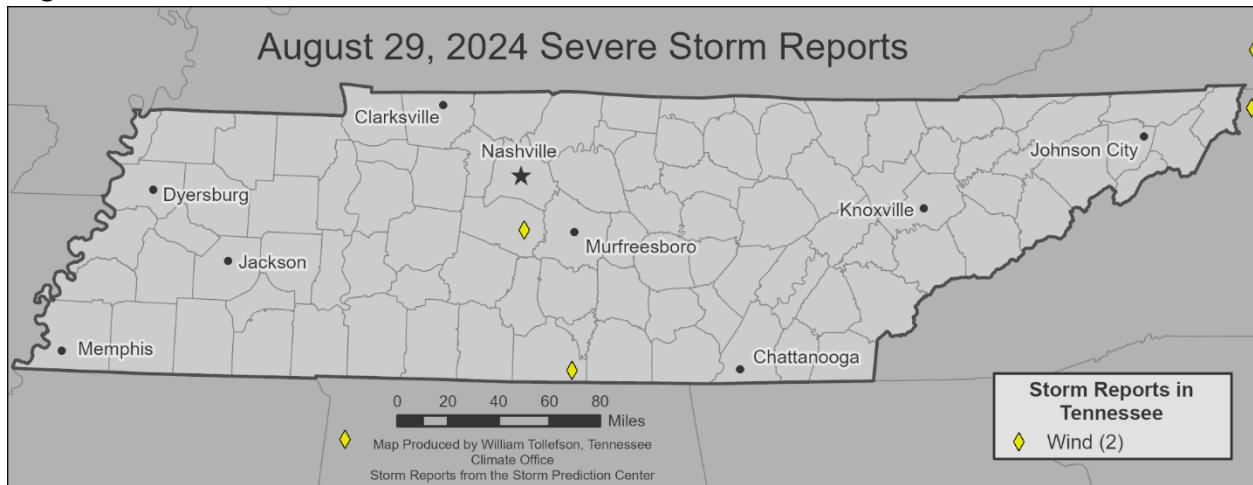 August 29, 2024 Severe Storm Reports
Clarksville
Nashville
Johnson City
Dyersburg
Knoxville
Murfreesboro
Jackson
Memphis
Chattanooga
0 20 40 60 80
Miles
Map Produced by William Tollefson, Tennessee
Climate Office
Storm Reports from the Storm Prediction Center
Storm Reports in
Tennessee
Wind (2)